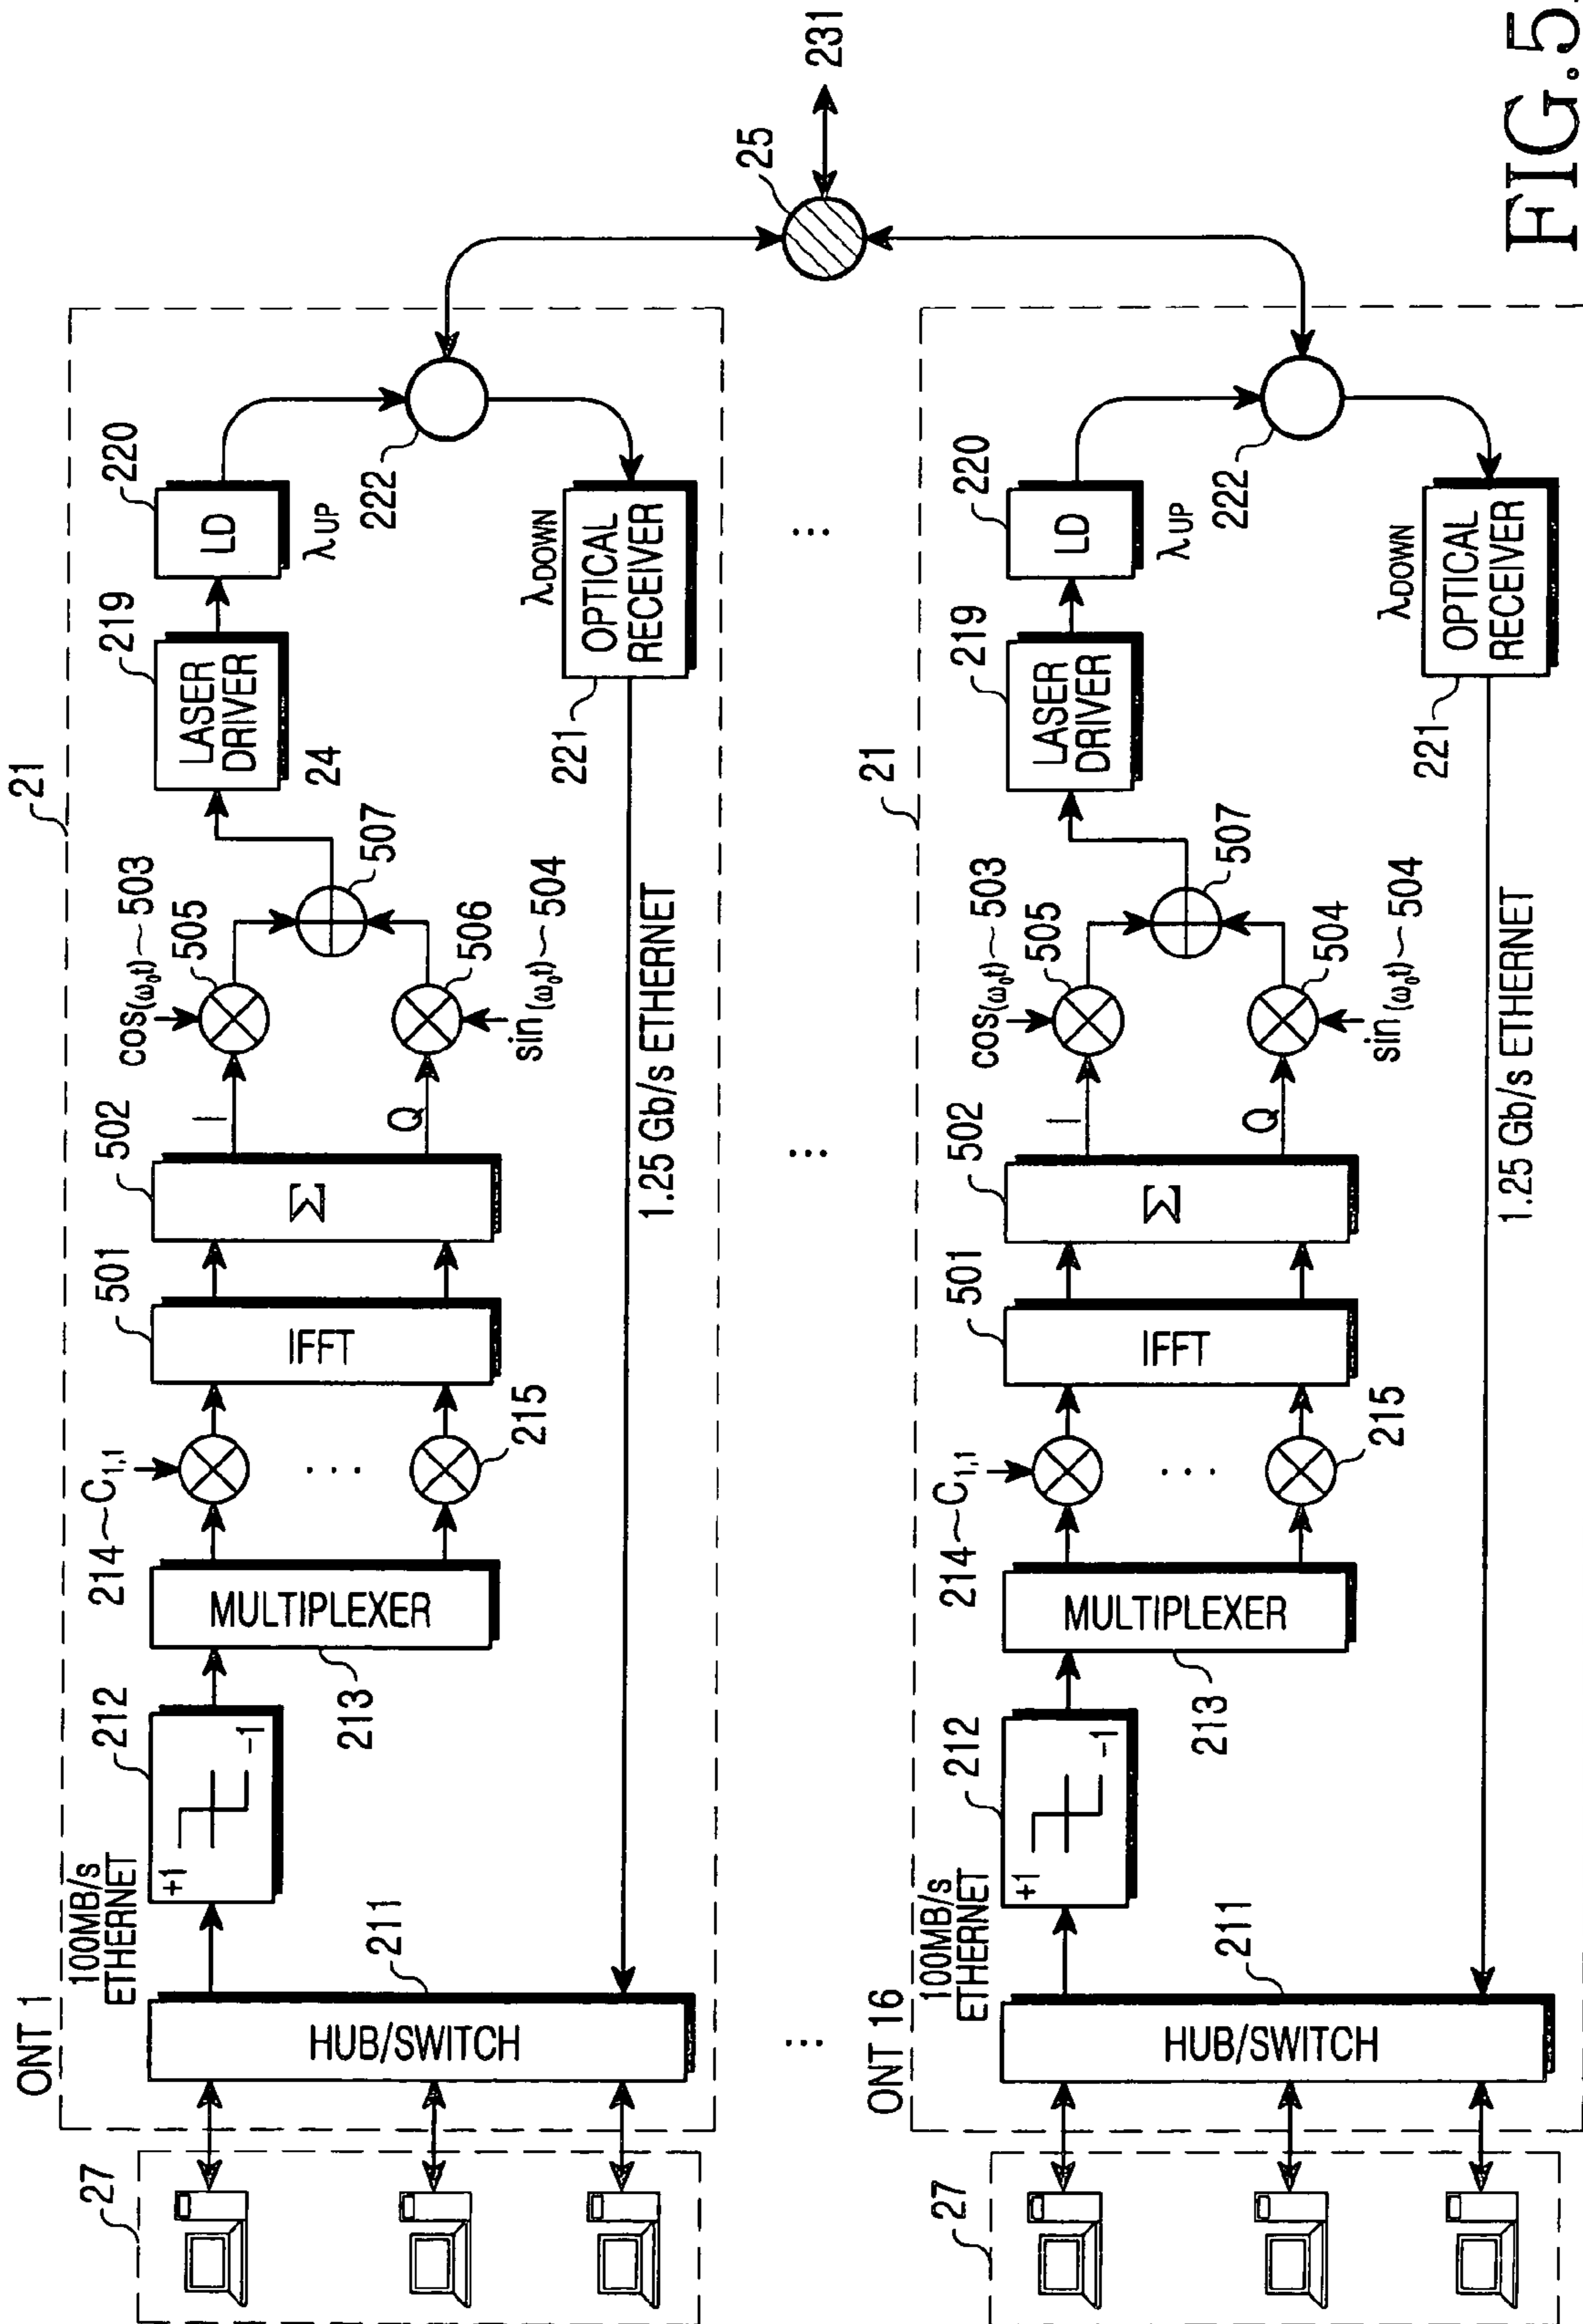 ONT 1
21
27
211
HUB/SWITCH
100MB/s
ETHERNET
212
+1
-1
213
MULTIPLEXER
214
C1,1
215
501
IFFT
502
Σ
I
Q
cos(ω0t)
503
505
506
sin(ω0t)
504
507
219
LASER
DRIVER
24
220
LD
λUP
222
λDOWN
OPTICAL
RECEIVER
221
1.25 Gb/s ETHERNET
25
231
...
...
...
...
ONT 16
21
27
211
HUB/SWITCH
100MB/s
ETHERNET
212
+1
-1
213
MULTIPLEXER
214
C1,1
215
...
501
IFFT
502
Σ
I
Q
cos(ω0t)
503
505
504
sin(ω0t)
504
507
219
LASER
DRIVER
220
LD
λUP
222
λDOWN
OPTICAL
RECEIVER
221
1.25 Gb/s ETHERNET